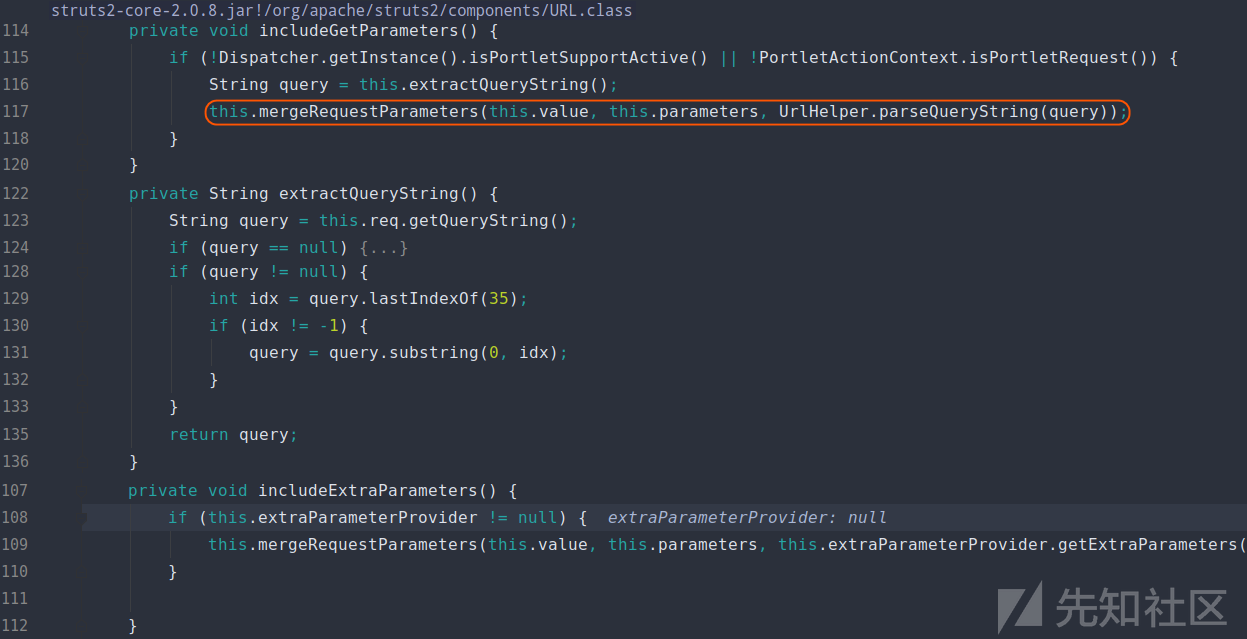 struts2-core-2.0.8.jar!/org/apache/struts2/components/URL.class
114 private void includeGetParameters() {
115 if (!Dispatcher.getInstance().isPortletSupportActive() || !PortletActionContext.isPortletRequest()) {
116 String query = this.extractQueryString();
117 this.mergeRequestParameters(this.value, this.parameters, UrlHelper.parseQueryString(query));
118 }
120 }
122 private String extractQueryString() {
123 String query = this.req.getQueryString();
124 if (query == null) {...}
128 if (query != null) {
129 int idx = query.lastIndexOf(35);
130 if (idx != -1) {
131 query = query.substring(0, idx);
132 }
133 }
135 return query;
136 }
107 private void includeExtraParameters() {
108 if (this.extraParameterProvider != null) { extraParameterProvider: null
109 this.mergeRequestParameters(this.value, this.parameters, this.extraParameterProvider.getExtraParameters(
110 }
111
112 }
先知社区